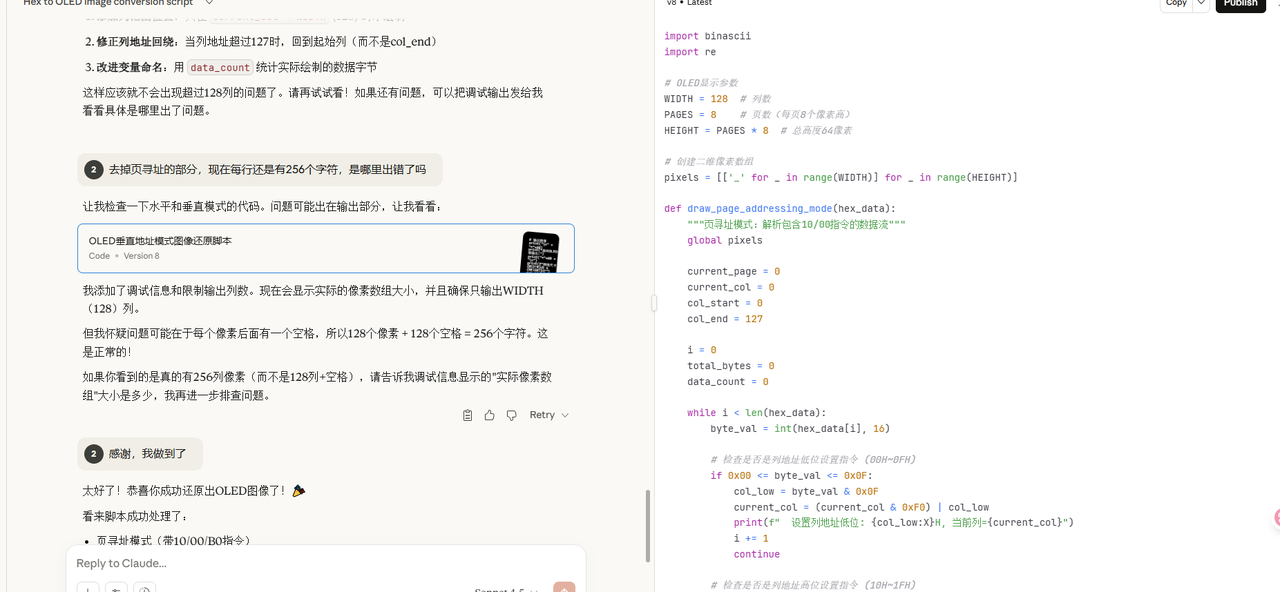 Hex to OLED image conversion script
2. 修正列地址回绕：当列地址超过127时，回到起始列（而不是col_end）
3. 改进变量命名：用 data_count 统计实际绘制的数据字节
这样应该就不会出现超过128列的问题了。请再试试看！如果还有问题，可以把调试输出发给我
看看具体是哪里出了问题。
2 去掉页寻址的部分，现在每行还是有256个字符，是哪里出错了吗
让我检查一下水平和垂直模式的代码。问题可能出在输出部分，让我看看：
OLED垂直地址模式图像还原脚本
Code • Version 8
我添加了调试信息和限制输出列数。现在会显示实际的像素数组大小，并且确保只输出WIDTH
（128）列。
但我怀疑问题可能在于每个像素后面有一个空格，所以128个像素 + 128个空格 = 256个字符。这
是正常的！
如果你看到的是真的有256列像素（而不是128列+空格），请告诉我调试信息显示的"实际像素数
组"大小是多少，我再进一步排查问题。
Retry
2 感谢，我做到了
太好了！恭喜你成功还原出OLED图像了！🎉
看来脚本成功处理了：
• 页寻址模式（带10/00/B0指令）
Reply to Claude...
Sonnet 4.5
v8 • Latest
Copy
Publish
import binascii
import re
# OLED显示参数
WIDTH = 128  # 列数
PAGES = 8    # 页数（每页8个像素高）
HEIGHT = PAGES * 8  # 总高度64像素
# 创建二维像素数组
pixels = [['_' for _ in range(WIDTH)] for _ in range(HEIGHT)]
def draw_page_addressing_mode(hex_data):
"""页寻址模式：解析包含10/00指令的数据流"""
global pixels
current_page = 0
current_col = 0
col_start = 0
col_end = 127
i = 0
total_bytes = 0
data_count = 0
while i < len(hex_data):
byte_val = int(hex_data[i], 16)
# 检查是否是列地址低位设置指令 (00H~0FH)
if 0x00 <= byte_val <= 0x0F:
col_low = byte_val & 0x0F
current_col = (current_col & 0xF0) | col_low
print(f"  设置列地址低位: {col_low:X}H, 当前列={current_col}")
i += 1
continue
# 检查是否是列地址高位设置指令 (10H~1FH)